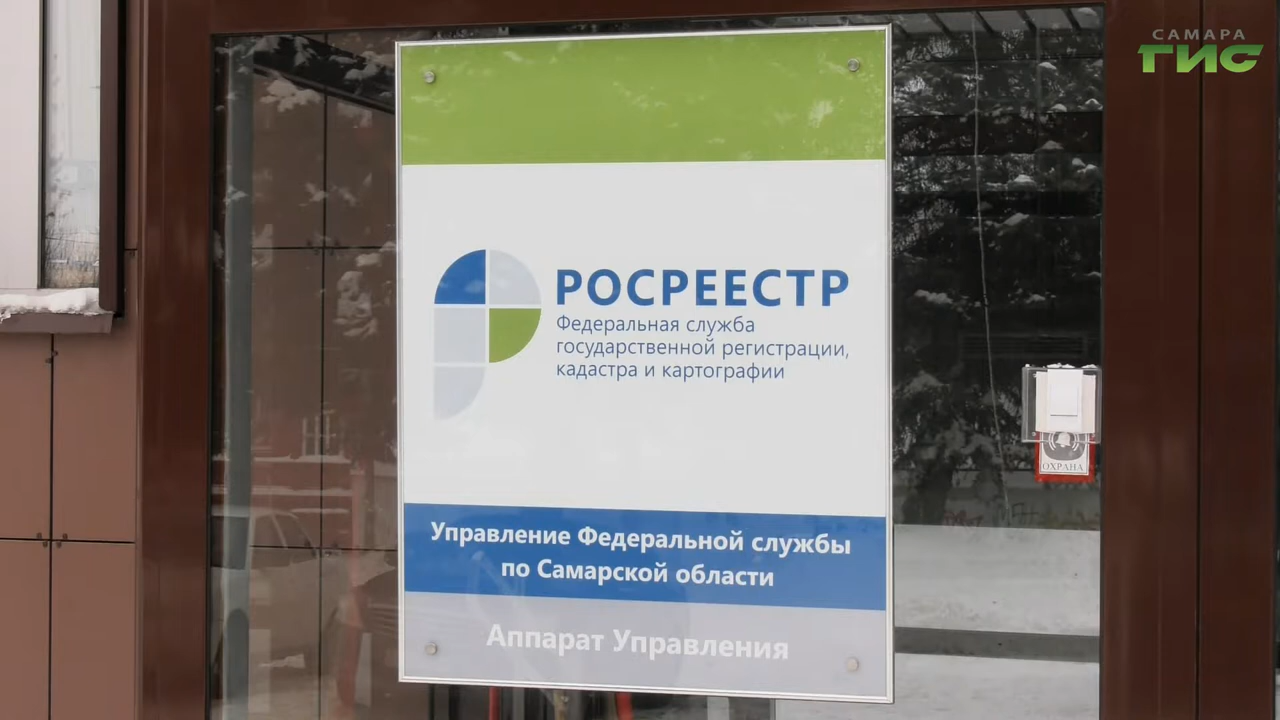 САМАРА
ГИС
РОСРЕЕСТР
Федеральная служба
государственной регистрации,
кадастра и картографии
Управление Федеральной службы
по Самарской области
Аппарат Управления
ОХРАНА